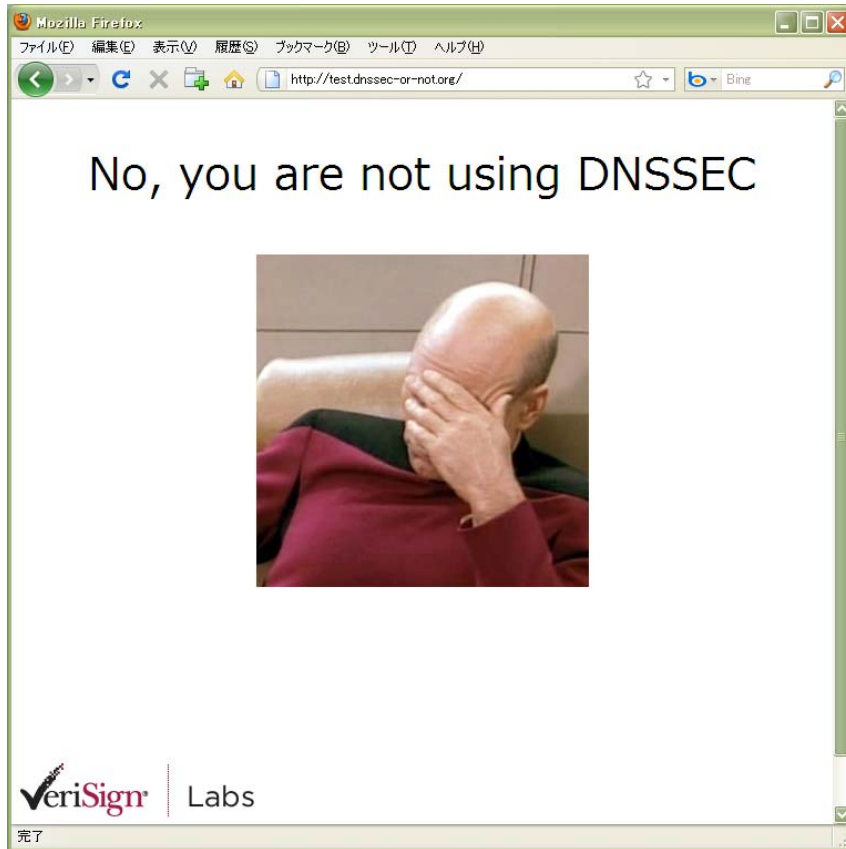 Mozilla Firefox
ファイル(F) 編集(E) 表示(V) 履歴(S) ブックマーク(B) ツール(T) ヘルプ(H)
http://test.dnssec-or-not.org/ Bing
No, you are not using DNSSEC
VeriSign Labs
完了